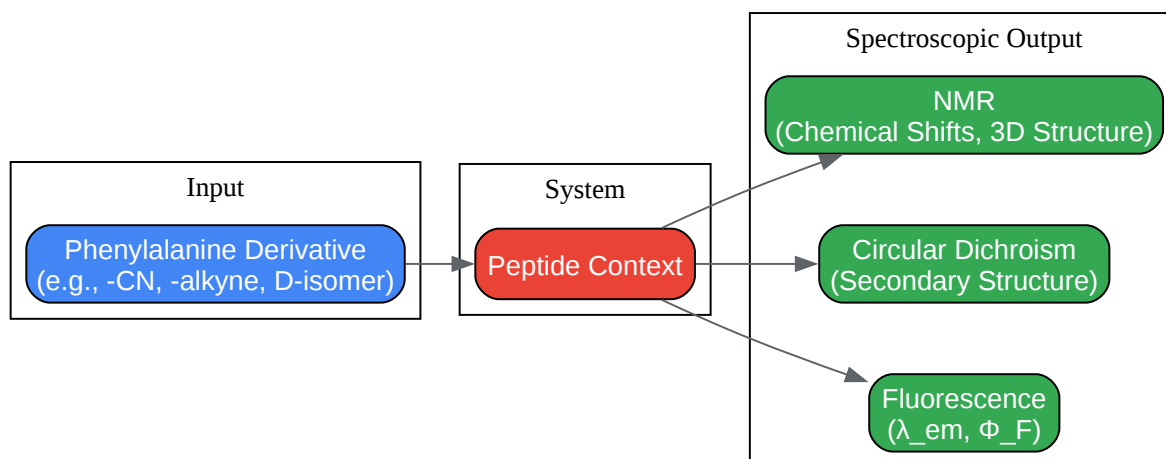 Input
Phenylalanine Derivative
(e.g., -CN, -alkyne, D-isomer)
System
Peptide Context
Spectroscopic Output
NMR
(Chemical Shifts, 3D Structure)
Circular Dichroism
(Secondary Structure)
Fluorescence
(λ_em, Φ_F)